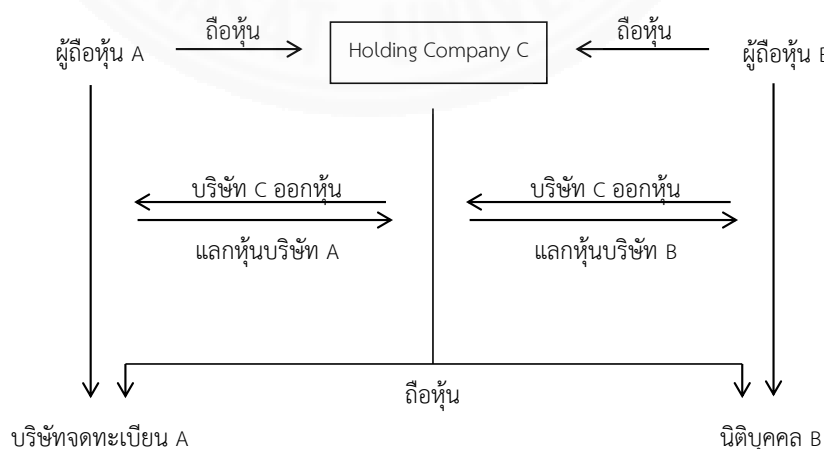 ถือหุ้น
ถือหุ้น
ผู้ถือหุ้น A
Holding Company C
ผู้ถือหุ้น B
บริษัท C ออกหุ้น
บริษัท C ออกหุ้น
แลกหุ้นบริษัท A
แลกหุ้นบริษัท B
ถือหุ้น
บริษัทจดทะเบียน A
นิติบุคคล B